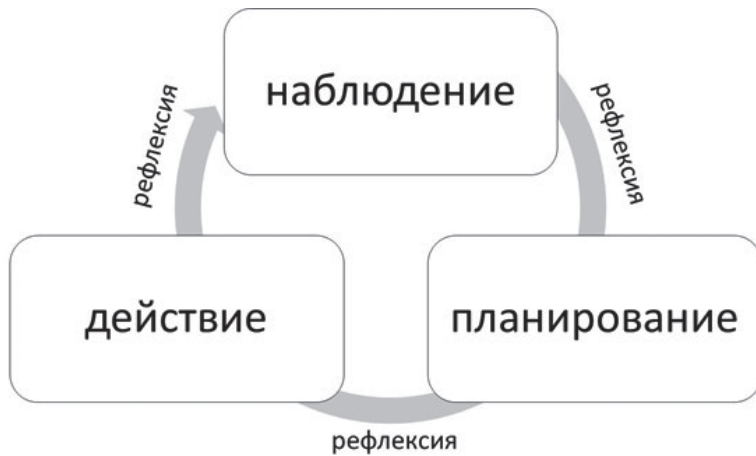 наблюдение
рефлексия
рефлексия
действие
планирование
рефлексия